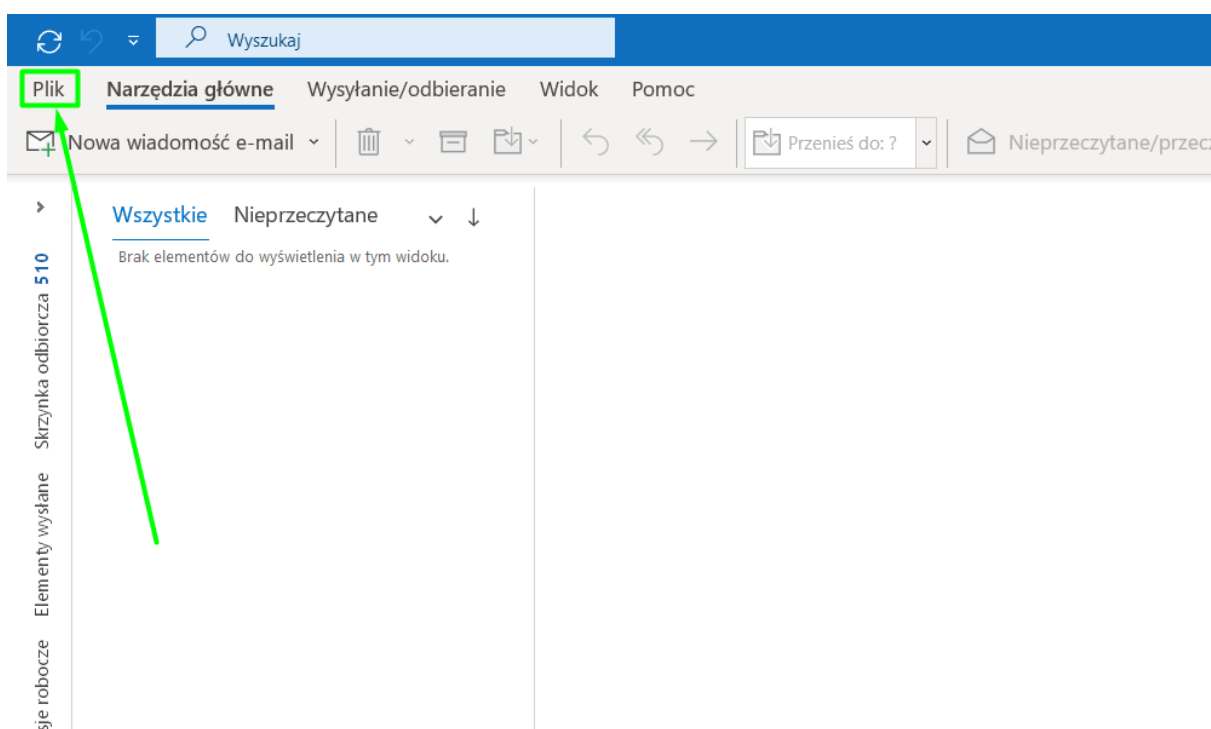 Wyszukaj
Plik Narzędzia główne Wysyłanie/odbieranie Widok Pomoc
Nowa wiadomość e-mail Przenieś do: ? Nieprzeczytane/przecz
Wszystkie Nieprzeczytane
Brak elementów do wyświetlenia w tym widoku.
Skrzynka odbiorcza 510
Elementy wysłane
sje robocze